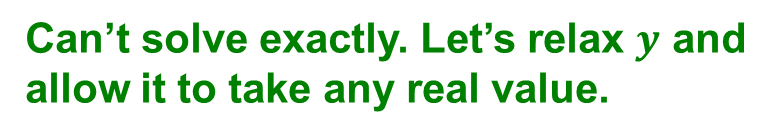 Can’t solve exactly. Let’s relax 𝒚 and
allow it to take any real value.